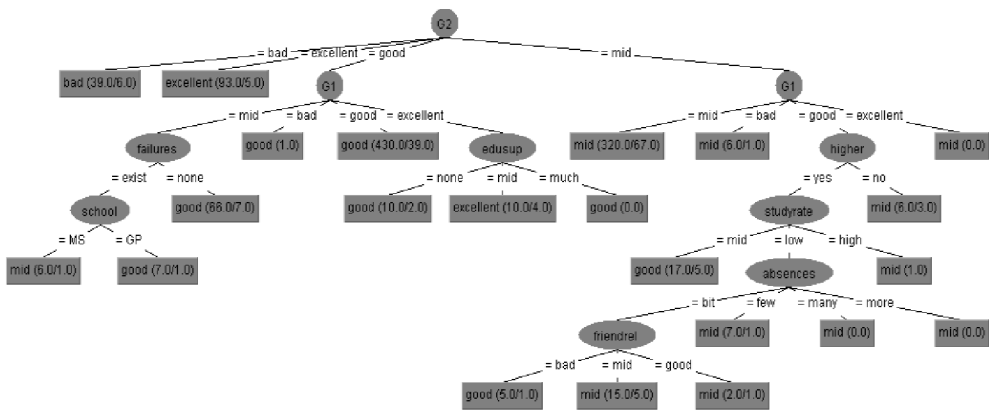 G2
= bad = excellent = good = mid
bad (39.0/6.0) excellent (93.0/5.0) G1 G1
= mid = bad = good = excellent = mid = bad = good = excellent
failures good (1.0) good (430.0/39.0) edusup mid (320.0/67.0) mid (6.0/1.0) higher mid (0.0)
= exist = none = none = mid = much = yes = no
school good (66.0/7.0) good (10.0/2.0) excellent (10.0/4.0) good (0.0) studyrate mid (6.0/3.0)
= MS = GP = mid = low = high
mid (6.0/1.0) good (7.0/1.0) good (17.0/5.0) absences mid (1.0)
= bit = few = many = more
friendrel mid (7.0/1.0) mid (0.0) mid (0.0)
= bad = mid = good
good (5.0/1.0) mid (15.0/5.0) mid (2.0/1.0)